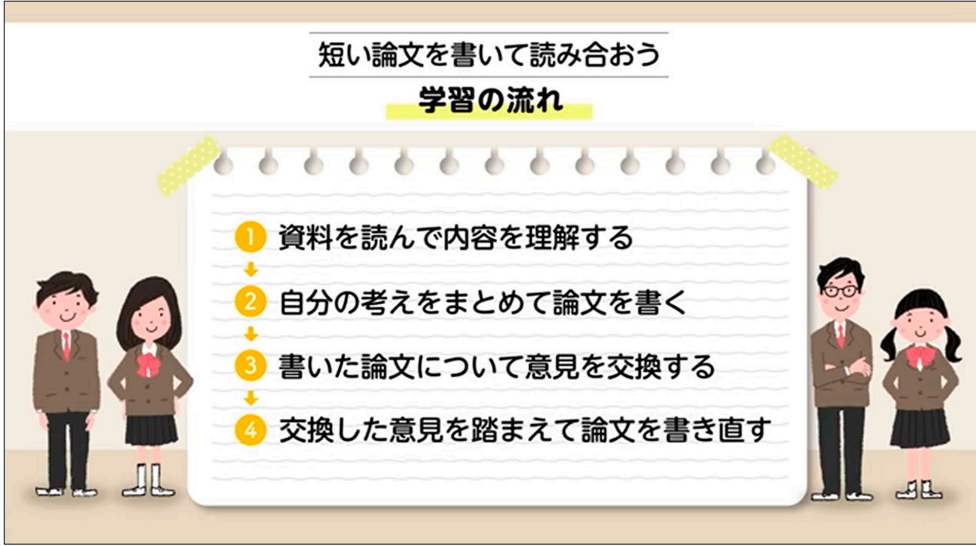 短い論文を書いて読み合おう
学習の流れ
1 資料を読んで内容を理解する
2 自分の考えをまとめて論文を書く
3 書いた論文について意見を交換する
4 交換した意見を踏まえて論文を書き直す